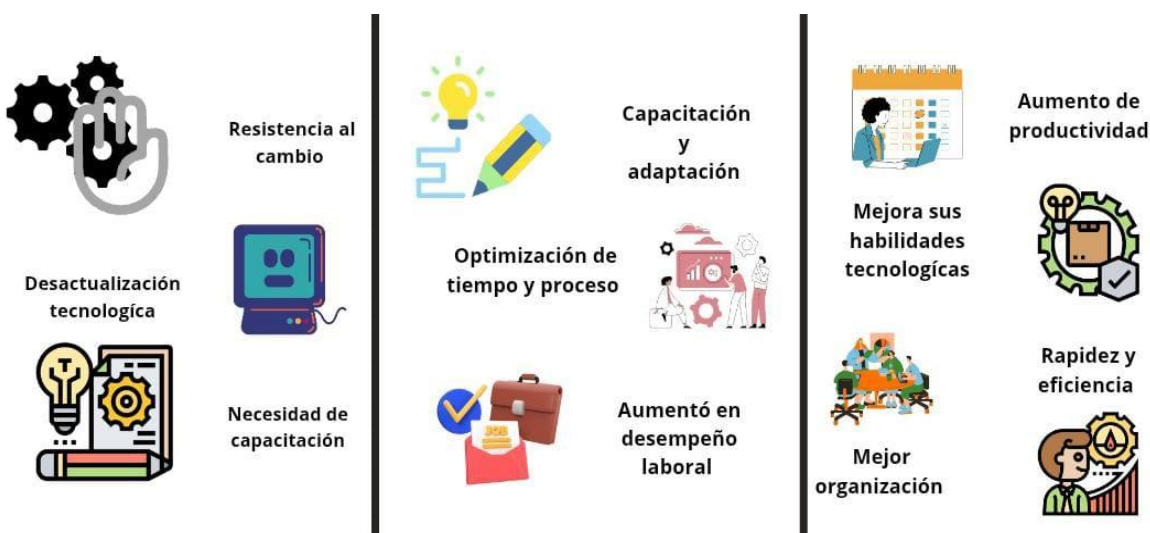 Resistencia al
cambio
Desactualización
tecnologíca
Necesidad de
capacitación
Capacitación
y
adaptación
Optimización de
tiempo y proceso
JOB
Aumentó en
desempeño
laboral
Aumento de
productividad
Mejora sus
habilidades
tecnologícas
Rapidez y
eficiencia
Mejor
organización